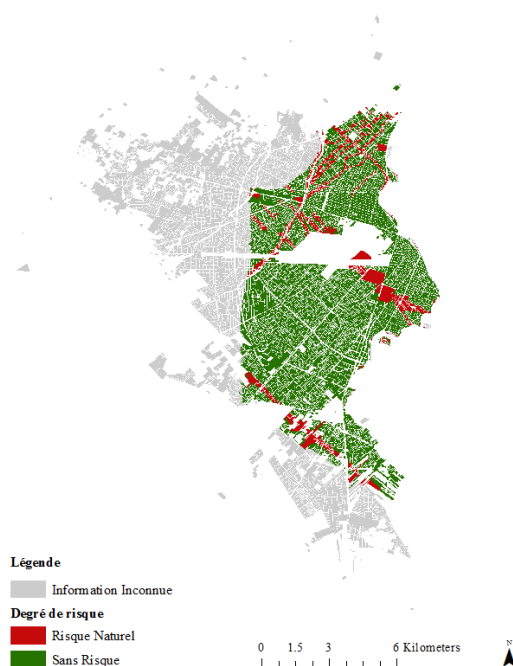 Légende
Information Inconnue
Degré de risque
Risque Naturel
Sans Risque
0 1.5 3 6 Kilometers
N